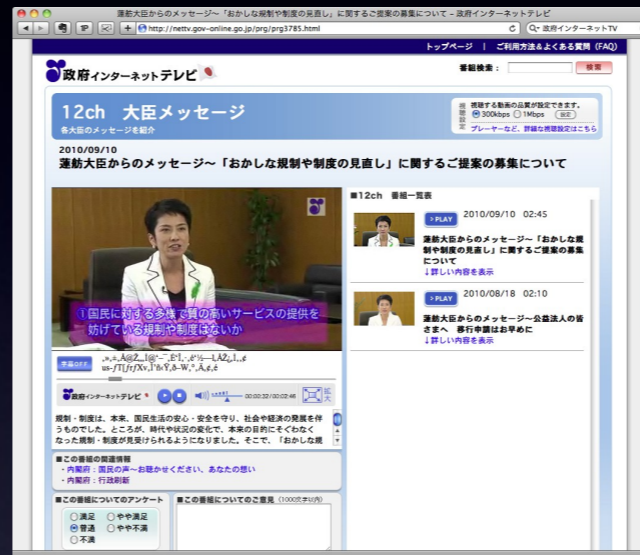 蓮舫大臣からのメッセージ〜「おかしな規制や制度の見直し」に関するご提案の募集について - 政府インターネットテレビ
http://nettv.gov-online.go.jp/prg/prg3785.html
政府インターネットTV
トップページ | ご利用方法&よくある質問 (FAQ)
政府インターネットテレビ
番組検索: 検索
12ch 大臣メッセージ
各大臣のメッセージを紹介
視聴設定
視聴する動画の品質が設定できます。
300kbps 1Mbps 設定
プレーヤーなど、詳細な視聴設定はこちら
2010/09/10
蓮舫大臣からのメッセージ〜「おかしな規制や制度の見直し」に関するご提案の募集について
①国民に対する多様で質の高いサービスの提供を
妨げている規制や制度はないか
字幕OFF
政府インターネットテレビ
00:00:32/00:02:46
拡大
規制・制度は、本来、国民生活の安心・安全を守り、社会や経済の発展を伴
うものでした。ところが、時代や状況の変化で、本来の目的にそぐわなく
なった規制・制度が見受けられるようになりました。そこで、「おかしな規
■この番組の関連情報
・内閣府:国民の声〜お聴かせください、あなたの想い
・内閣府:行政刷新
■この番組についてのアンケート
満足 やや満足
普通 やや不満
不満
■この番組についてのご意見 (1000文字以内)
■12ch 番組一覧表
>PLAY 2010/09/10 02:45
蓮舫大臣からのメッセージ〜「おかしな規
制や制度の見直し」に関するご提案の募集
について
↓詳しい内容を表示
>PLAY 2010/08/18 02:10
蓮舫大臣からのメッセージ〜公益法人の皆
さまへ 移行申請はお早めに
↓詳しい内容を表示